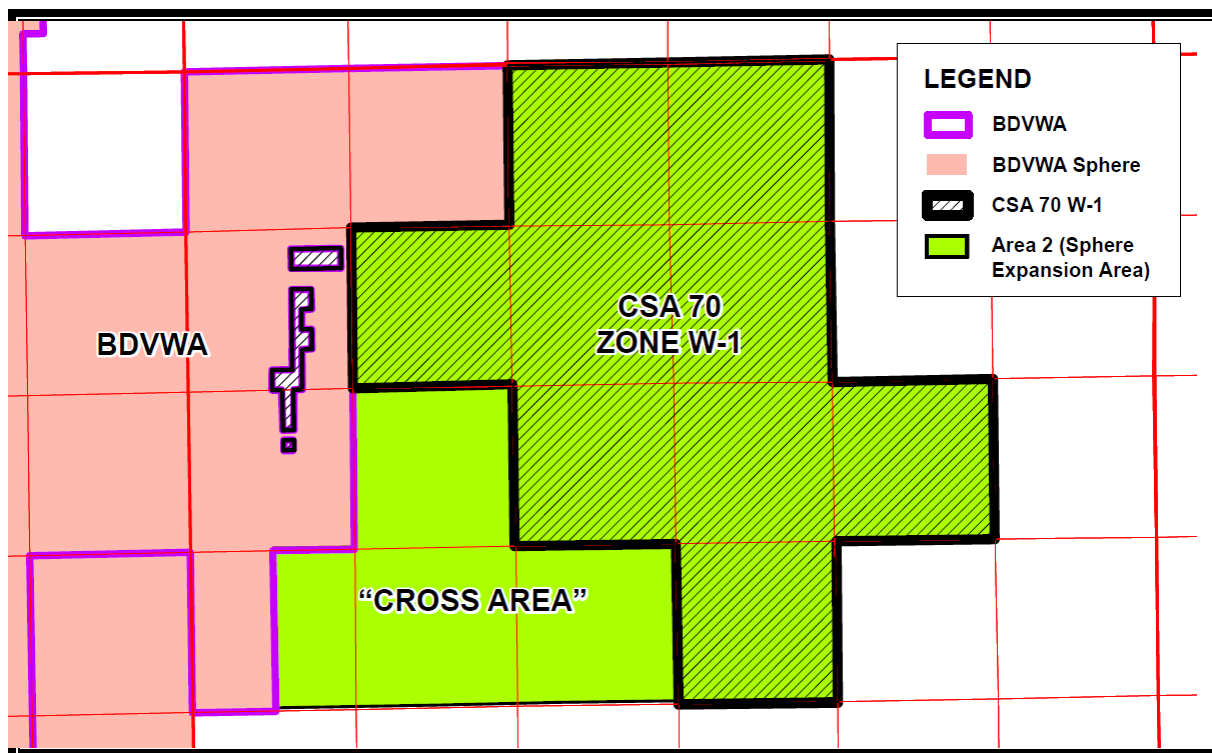 LEGEND
BDVWA
BDVWA Sphere
CSA 70 W-1
Area 2 (Sphere
Expansion Area)
CSA 70
ZONE W-1
BDVWA
“CROSS AREA”